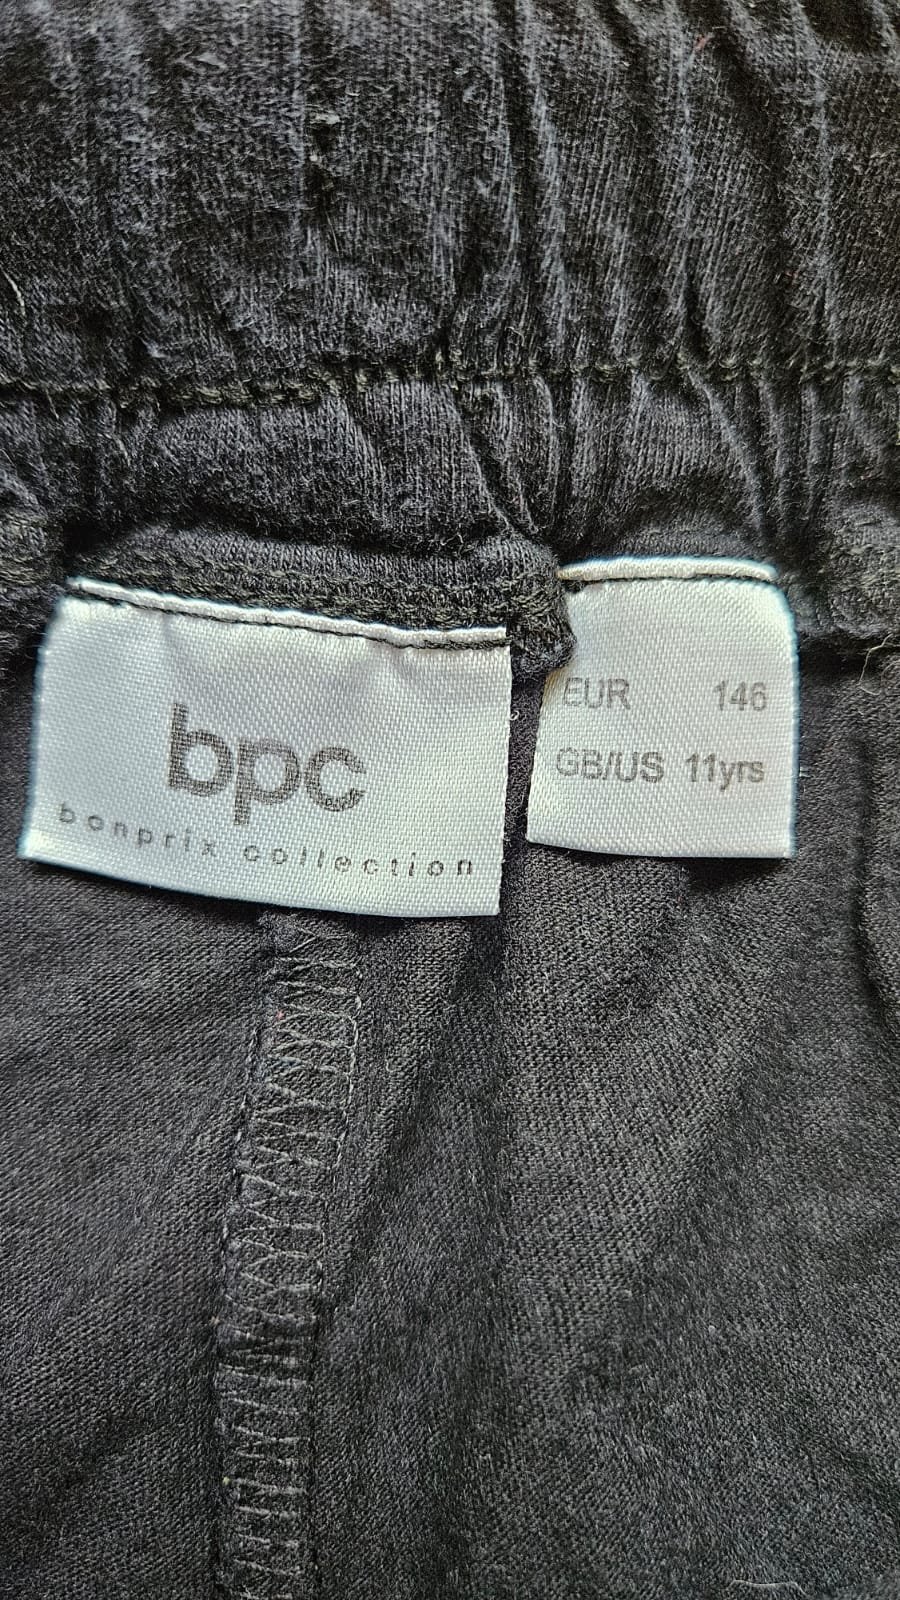 bpc
bonprix collection
EUR 146
GB/US 11yrs